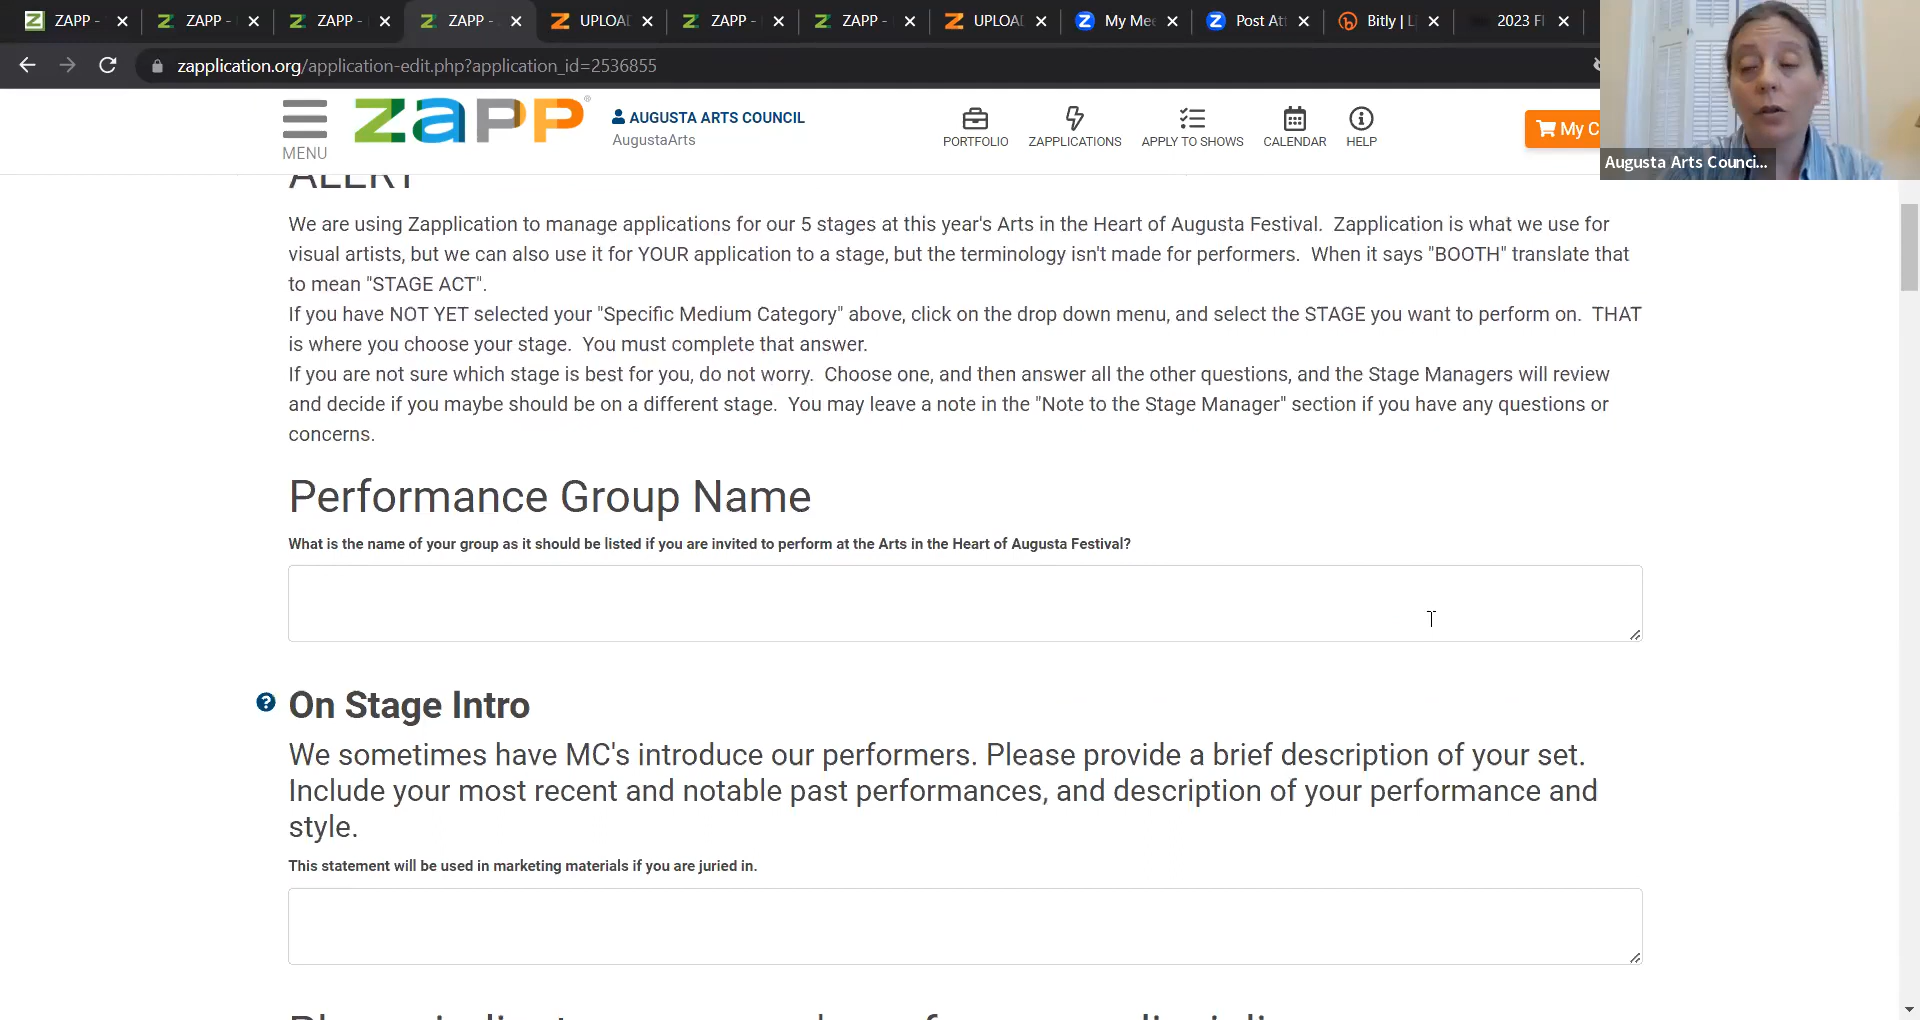 ZAPP - ZAPP - ZAPP - ZAPP - UPLOA ZAPP - ZAPP - UPLOA My Me Post At Bitly | L 2023 Fl
zapplication.org/application-edit.php?application_id=2536855
MENU
zapp®
AUGUSTA ARTS COUNCIL
AugustaArts
PORTFOLIO ZAPPLICATIONS APPLY TO SHOWS CALENDAR HELP
My C
Augusta Arts Counci...
ALERT
We are using Zapplication to manage applications for our 5 stages at this year's Arts in the Heart of Augusta Festival. Zapplication is what we use for
visual artists, but we can also use it for YOUR application to a stage, but the terminology isn't made for performers. When it says "BOOTH" translate that
to mean "STAGE ACT".
If you have NOT YET selected your "Specific Medium Category" above, click on the drop down menu, and select the STAGE you want to perform on. THAT
is where you choose your stage. You must complete that answer.
If you are not sure which stage is best for you, do not worry. Choose one, and then answer all the other questions, and the Stage Managers will review
and decide if you maybe should be on a different stage. You may leave a note in the "Note to the Stage Manager" section if you have any questions or
concerns.
Performance Group Name
What is the name of your group as it should be listed if you are invited to perform at the Arts in the Heart of Augusta Festival?
On Stage Intro
We sometimes have MC's introduce our performers. Please provide a brief description of your set.
Include your most recent and notable past performances, and description of your performance and
style.
This statement will be used in marketing materials if you are juried in.